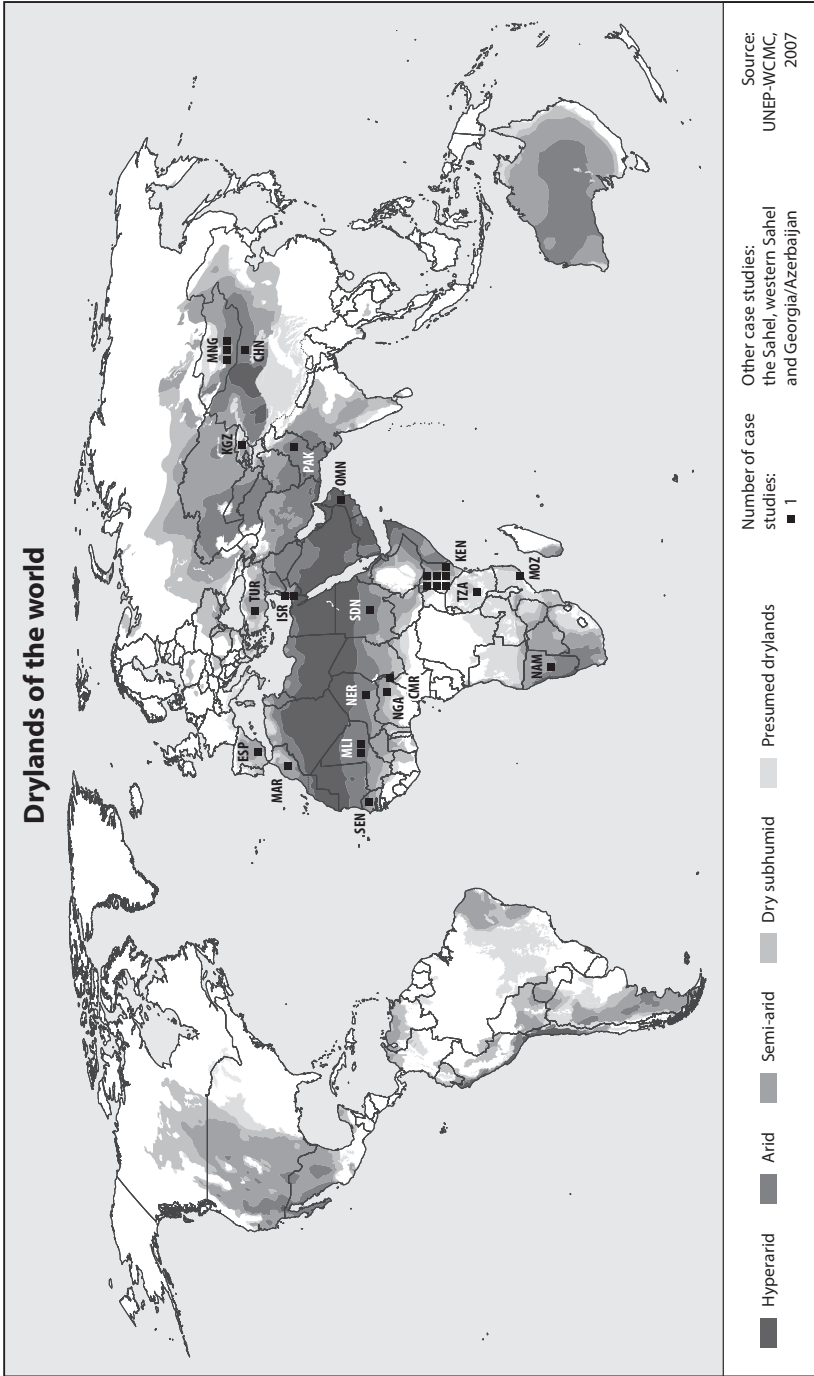 Drylands of the world
MNG
CHN
KGZ
PAK
OMN
TUR
ISR
ESP
MAR
SDN
NER
MLI
SEN
NGA
CMR
KEN
TZA
MOZ
NAM
Hyperarid
Arid
Semi-arid
Dry subhumid
Presumed drylands
Number of case
studies:
1
Other case studies:
the Sahel, western Sahel
and Georgia/Azerbaijan
Source:
UNEP-WCMC,
2007